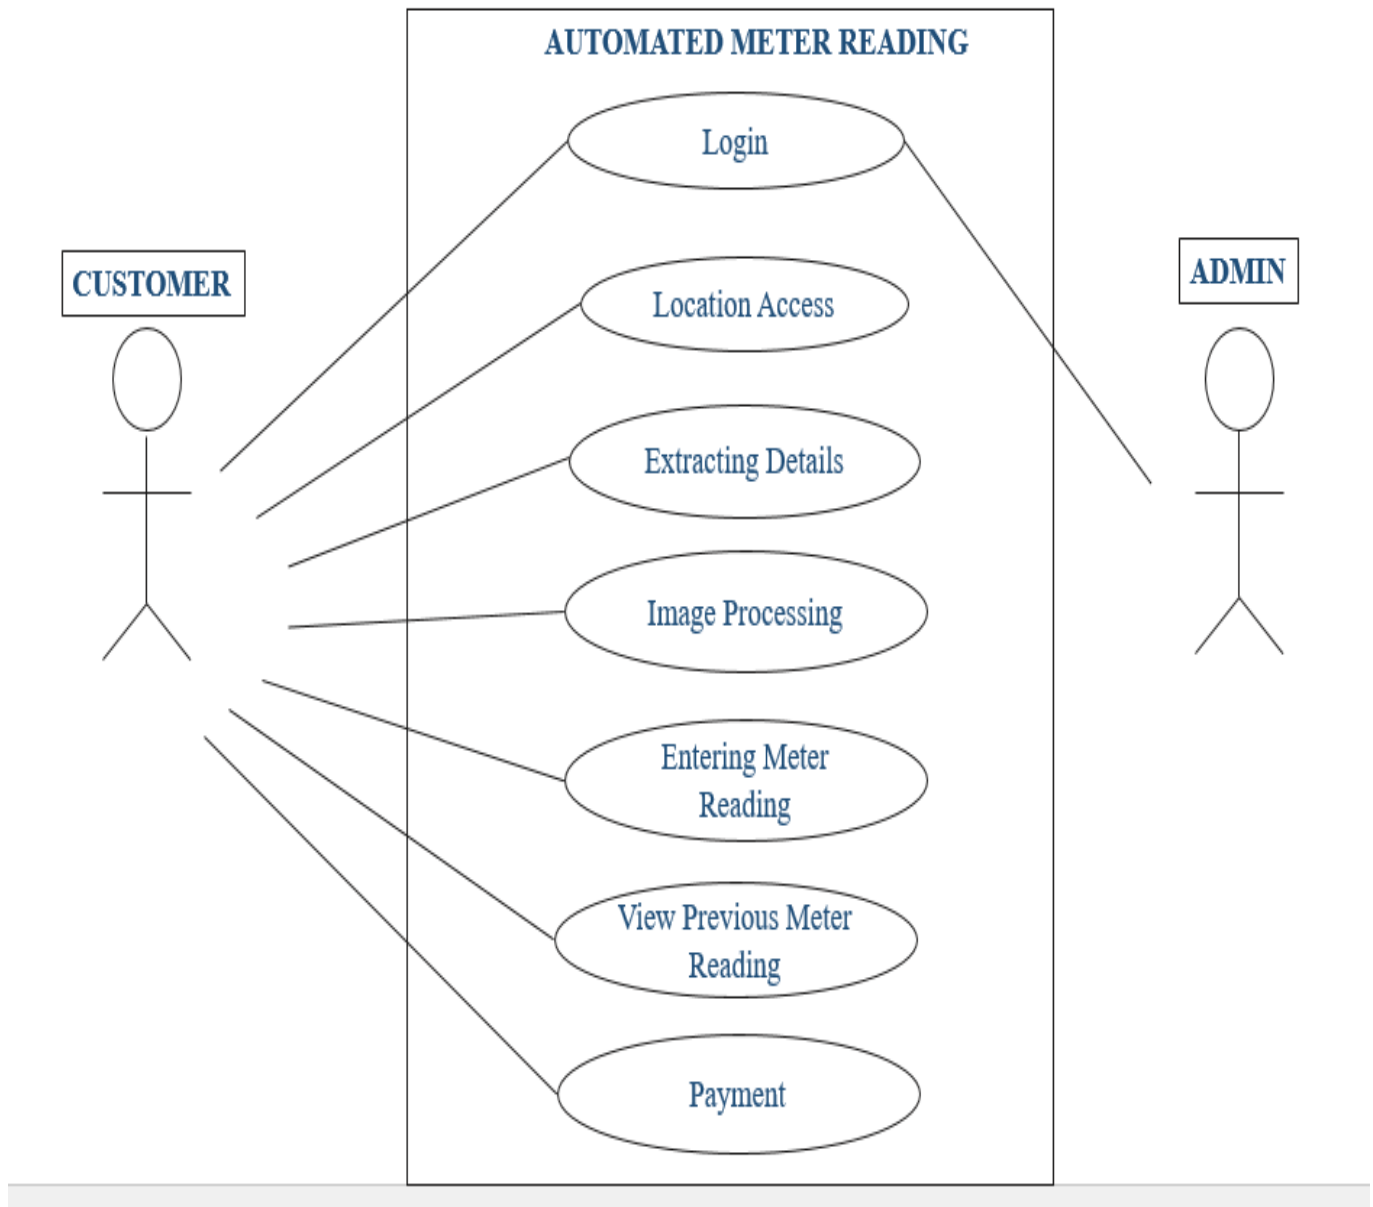 AUTOMATED METER READING
Login
CUSTOMER
ADMIN
Location Access
Extracting Details
Image Processing
Entering Meter
Reading
View Previous Meter
Reading
Payment